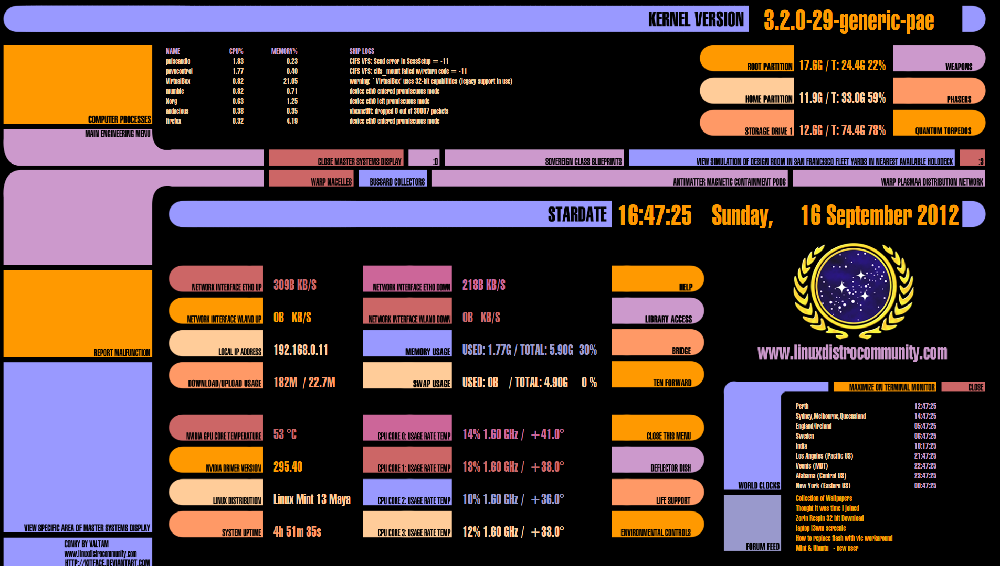 KERNEL VERSION 3.2.0-29-generic-pae
NAME CPU% MEMORY% SHIP LOGS
pulseaudio 1.83 0.23 CIFS VFS: Send error in SessSetup = -11
pavucontrol 1.77 0.40 CIFS VFS: cifs_mount failed w/return code = -11
VirtualBox 0.82 21.05 warning: `VirtualBox' uses 32-bit capabilities (legacy support in use)
mumble 0.82 0.71 device eth0 entered promiscuous mode
Xorg 0.63 1.25 device eth0 left promiscuous mode
audacious 0.38 0.35 vboxnetflt: dropped 0 out of 30007 packets
firefox 0.32 4.19 device eth0 entered promiscuous mode
COMPUTER PROCESSES
MAIN ENGINEERING MENU
ROOT PARTITION 17.6G / T: 24.4G 22% WEAPONS
HOME PARTITION 11.9G / T: 33.0G 59% PHASERS
STORAGE DRIVE 1 12.6G / T: 74.4G 78% QUANTUM TORPEDOS
CLOSE MASTER SYSTEMS DISPLAY :D SOVEREIGN CLASS BLUEPRINTS VIEW SIMULATION OF DESIGN ROOM IN SAN FRANCISCO FLEET YARDS IN NEAREST AVAILABLE HOLODECK :3
WARP NACELLES BUSSARD COLLECTORS ANTIMATTER MAGNETIC CONTAINMENT PODS WARP PLASMAA DISTRIBUTION NETWORK
STARDATE 16:47:25 Sunday, 16 September 2012
REPORT MALFUNCTION
VIEW SPECIFIC AREA OF MASTER SYSTEMS DISPLAY
CONKY BY VALTAM
www.linuxdistrocommunity.com
HTTP://KITFACE.DEVIANTART.COM
NETWORK INTERFACE ETHO UP 309B KB/S NETWORK INTERFACE ETHO DOWN 218B KB/S HELP
NETWORK INTERFACE WLANO UP 0B KB/S NETWORK INTERFACE WLANO DOWN 0B KB/S LIBRARY ACCESS
LOCAL IP ADDRESS 192.168.0.11 MEMORY USAGE USED: 1.77G / TOTAL: 5.90G 30% BRIDGE
DOWNLOAD/UPLOAD USAGE 182M / 22.7M SWAP USAGE USED: 0B / TOTAL: 4.90G 0 % TEN FORWARD
NVIDIA GPU CORE TEMPERATURE 53 °C CPU CORE 0: USAGE RATE TEMP 14% 1.60 GHz / +41.0° CLOSE THIS MENU
NVIDIA DRIVER VERSION 295.40 CPU CORE 1: USAGE RATE TEMP 13% 1.60 GHz / +38.0° DEFLECTOR DISH
LINUX DISTRIBUTION Linux Mint 13 Maya CPU CORE 2: USAGE RATE TEMP 10% 1.60 GHz / +36.0° LIFE SUPPORT
SYSTEM UPTIME 4h 51m 35s CPU CORE 3: USAGE RATE TEMP 12% 1.60 GHz / +33.0° ENVIRONMENTAL CONTROLS
www.linuxdistrocommunity.com
MAXIMIZE ON TERMINAL MONITOR CLOSE
Perth 12:47:25
Sydney,Melbourne,Queensland 14:47:25
England/Ireland 05:47:25
Sweden 06:47:25
India 10:17:25
Los Angeles (Pacific US) 21:47:25
Veenis (MDT) 22:47:25
Alabama (Central US) 23:47:25
New York (Eastern US) 00:47:25
WORLD CLOCKS
Collection of Wallpapers
Thought it was time I joined
Zorin Respin 32 bit Download
laptop i3wm screenie
How to replace flash with vlc workaround
Mint & Ubuntu - new user
FORUM FEED